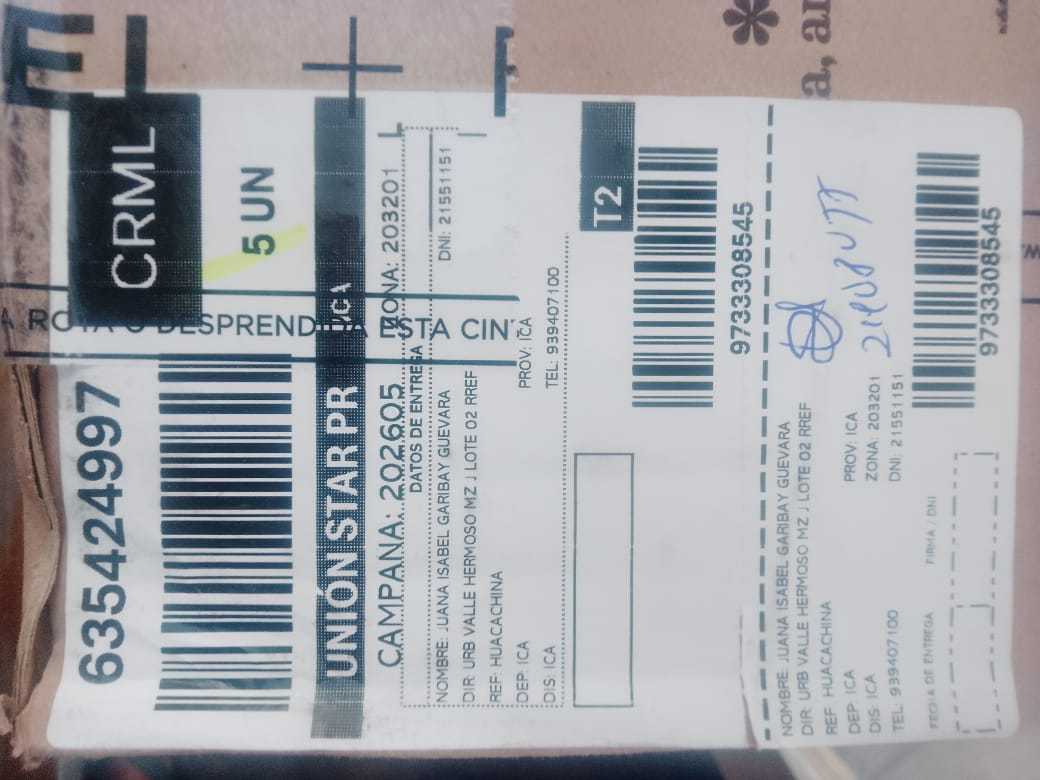 CRML
5 UN
635424997
A ROTA O DESPRENDIDA ESTA CINT
UNIÓN STAR PR
LCA
CAMPAÑA: 202605
ZONA: 203201
DATOS DE ENTREGA
NOMBRE: JUANA ISABEL GARIBAY GUEVARA
DNI: 21551151
DIR: URB VALLE HERMOSO MZ J LOTE 02 RREF
REF: HUACACHINA
DEP: ICA
PROV: ICA
DIS: ICA
TEL: 939407100
T2
9733308545
NOMBRE: JUANA ISABEL GARIBAY GUEVARA
DIR: URB VALLE HERMOSO MZ J LOTE 02 RREF
REF HUACACHINA
DEP: ICA
PROV: ICA
DIS: ICA
ZONA: 203201
TEL: 939407100
DNI: 21551151
FECHA DE ENTREGA
FIRMA / DNI
9733308545